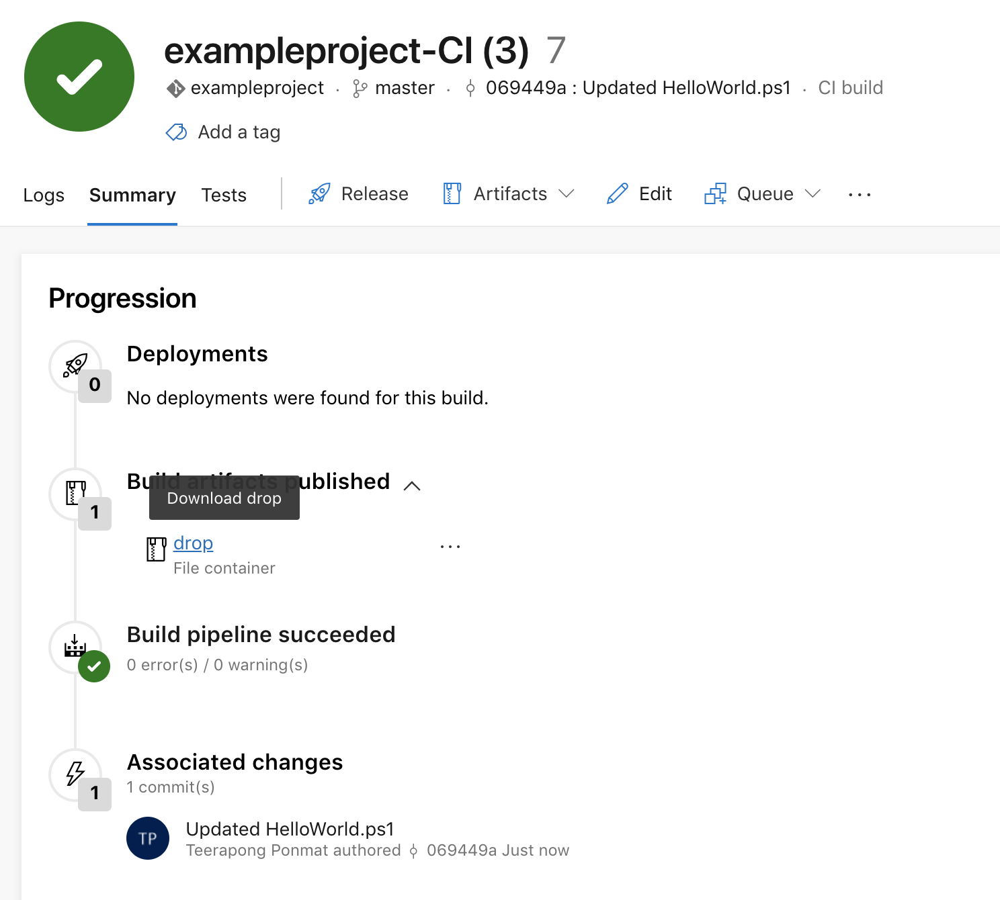 exampleproject-CI (3) 7
exampleproject · master · 069449a : Updated HelloWorld.ps1 · CI build
Add a tag
Logs Summary Tests Release Artifacts Edit Queue ...
Progression
Deployments
0
No deployments were found for this build.
Build artifacts published
1
Download drop
drop ...
File container
Build pipeline succeeded
0 error(s) / 0 warning(s)
Associated changes
1 commit(s)
1
TP
Updated HelloWorld.ps1
Teerapong Ponmat authored 069449a Just now